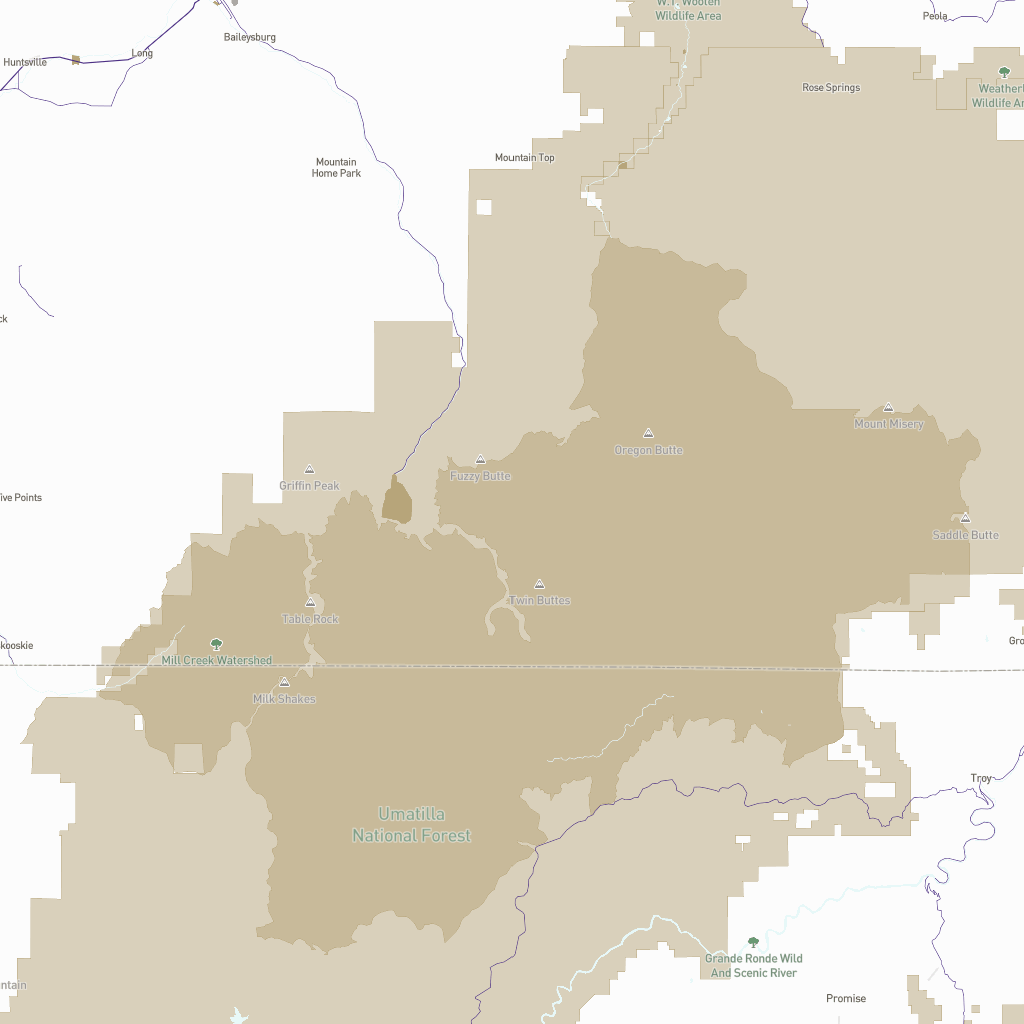 W.T. Wooten
Wildlife Area
Peola
Baileysburg
Long
Huntsville
Weatherl
Wildlife Ar
Rose Springs
Mountain Top
Mountain
Home Park
ck
Mount Misery
Oregon Butte
Fuzzy Butte
Griffin Peak
ive Points
Saddle Butte
Twin Buttes
Table Rock
kooskie
Gro
Mill Creek Watershed
Milk Shakes
Troy
Umatilla
National Forest
Grande Ronde Wild
And Scenic River
ntain
Promise